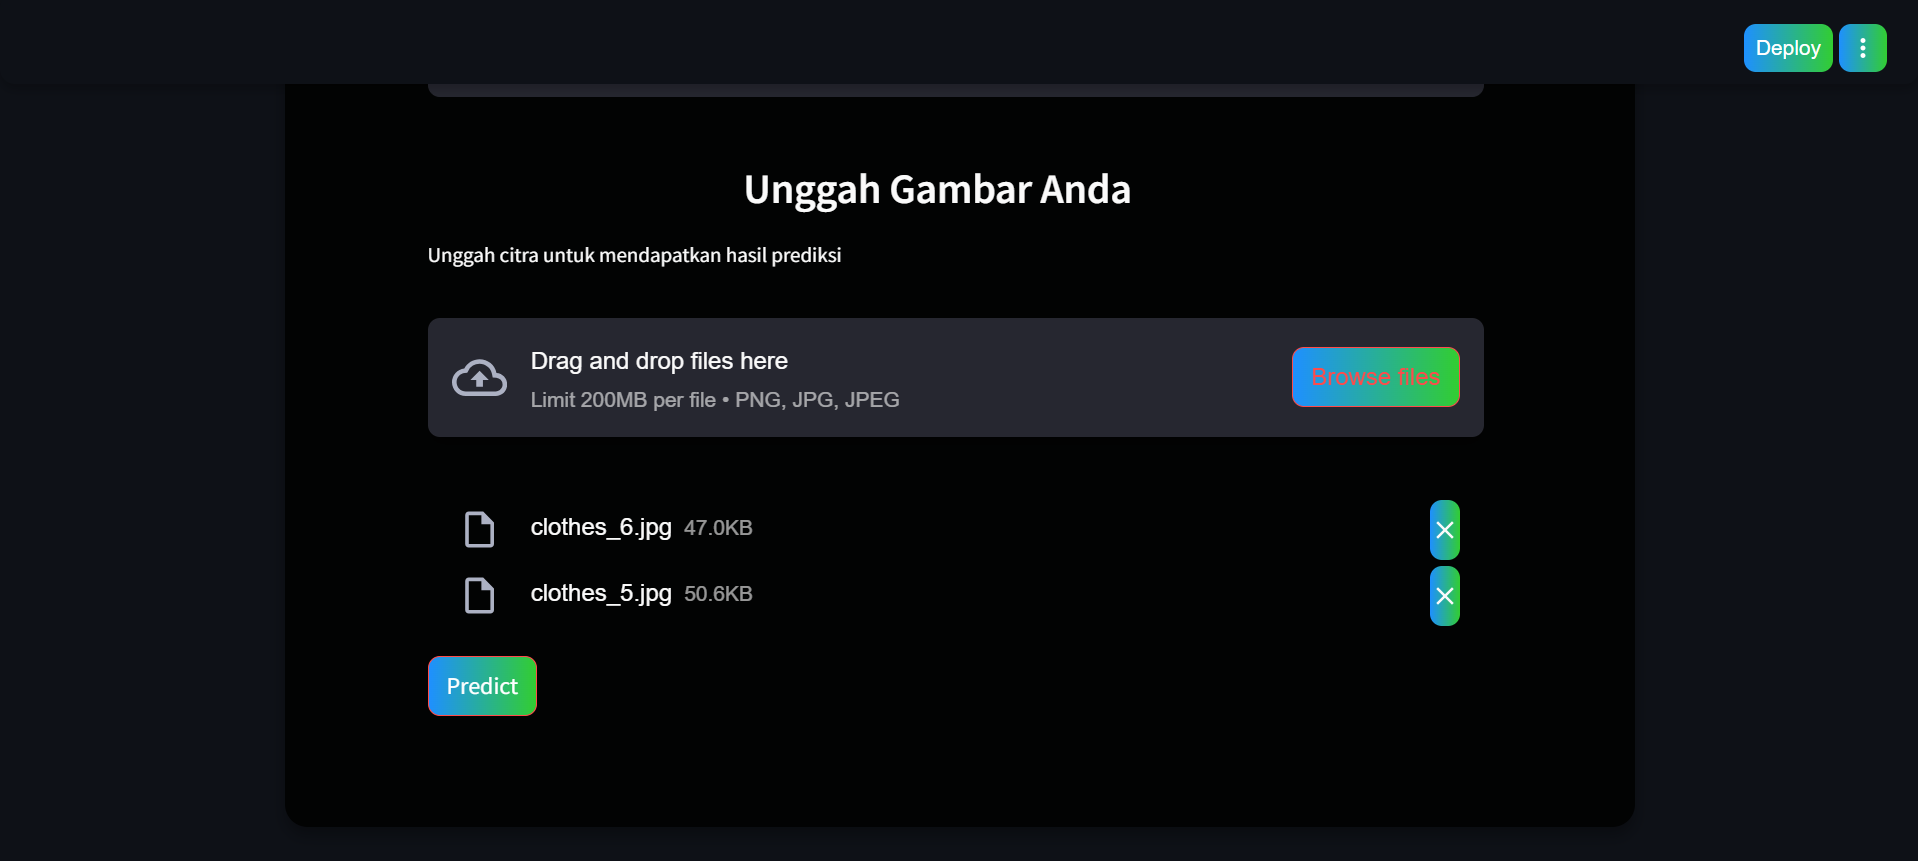 Deploy
Unggah Gambar Anda
Unggah citra untuk mendapatkan hasil prediksi
Drag and drop files here
Limit 200MB per file • PNG, JPG, JPEG
Browse files
clothes_6.jpg 47.0KB
clothes_5.jpg 50.6KB
Predict